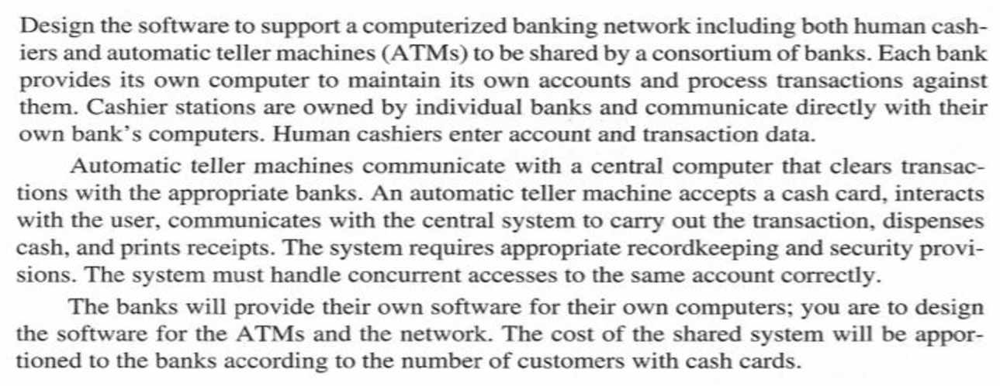 Design the software to support a computerized banking network including both human cash-
iers and automatic teller machines (ATMs) to be shared by a consortium of banks. Each bank
provides its own computer to maintain its own accounts and process transactions against
them. Cashier stations are owned by individual banks and communicate directly with their
own bank's computers. Human cashiers enter account and transaction data.
Automatic teller machines communicate with a central computer that clears transac-
tions with the appropriate banks. An automatic teller machine accepts a cash card, interacts
with the user, communicates with the central system to carry out the transaction, dispenses
cash, and prints receipts. The system requires appropriate recordkeeping and security provi-
sions. The system must handle concurrent accesses to the same account correctly.
The banks will provide their own software for their own computers; you are to design
the software for the ATMs and the network. The cost of the shared system will be appor-
tioned to the banks according to the number of customers with cash cards.